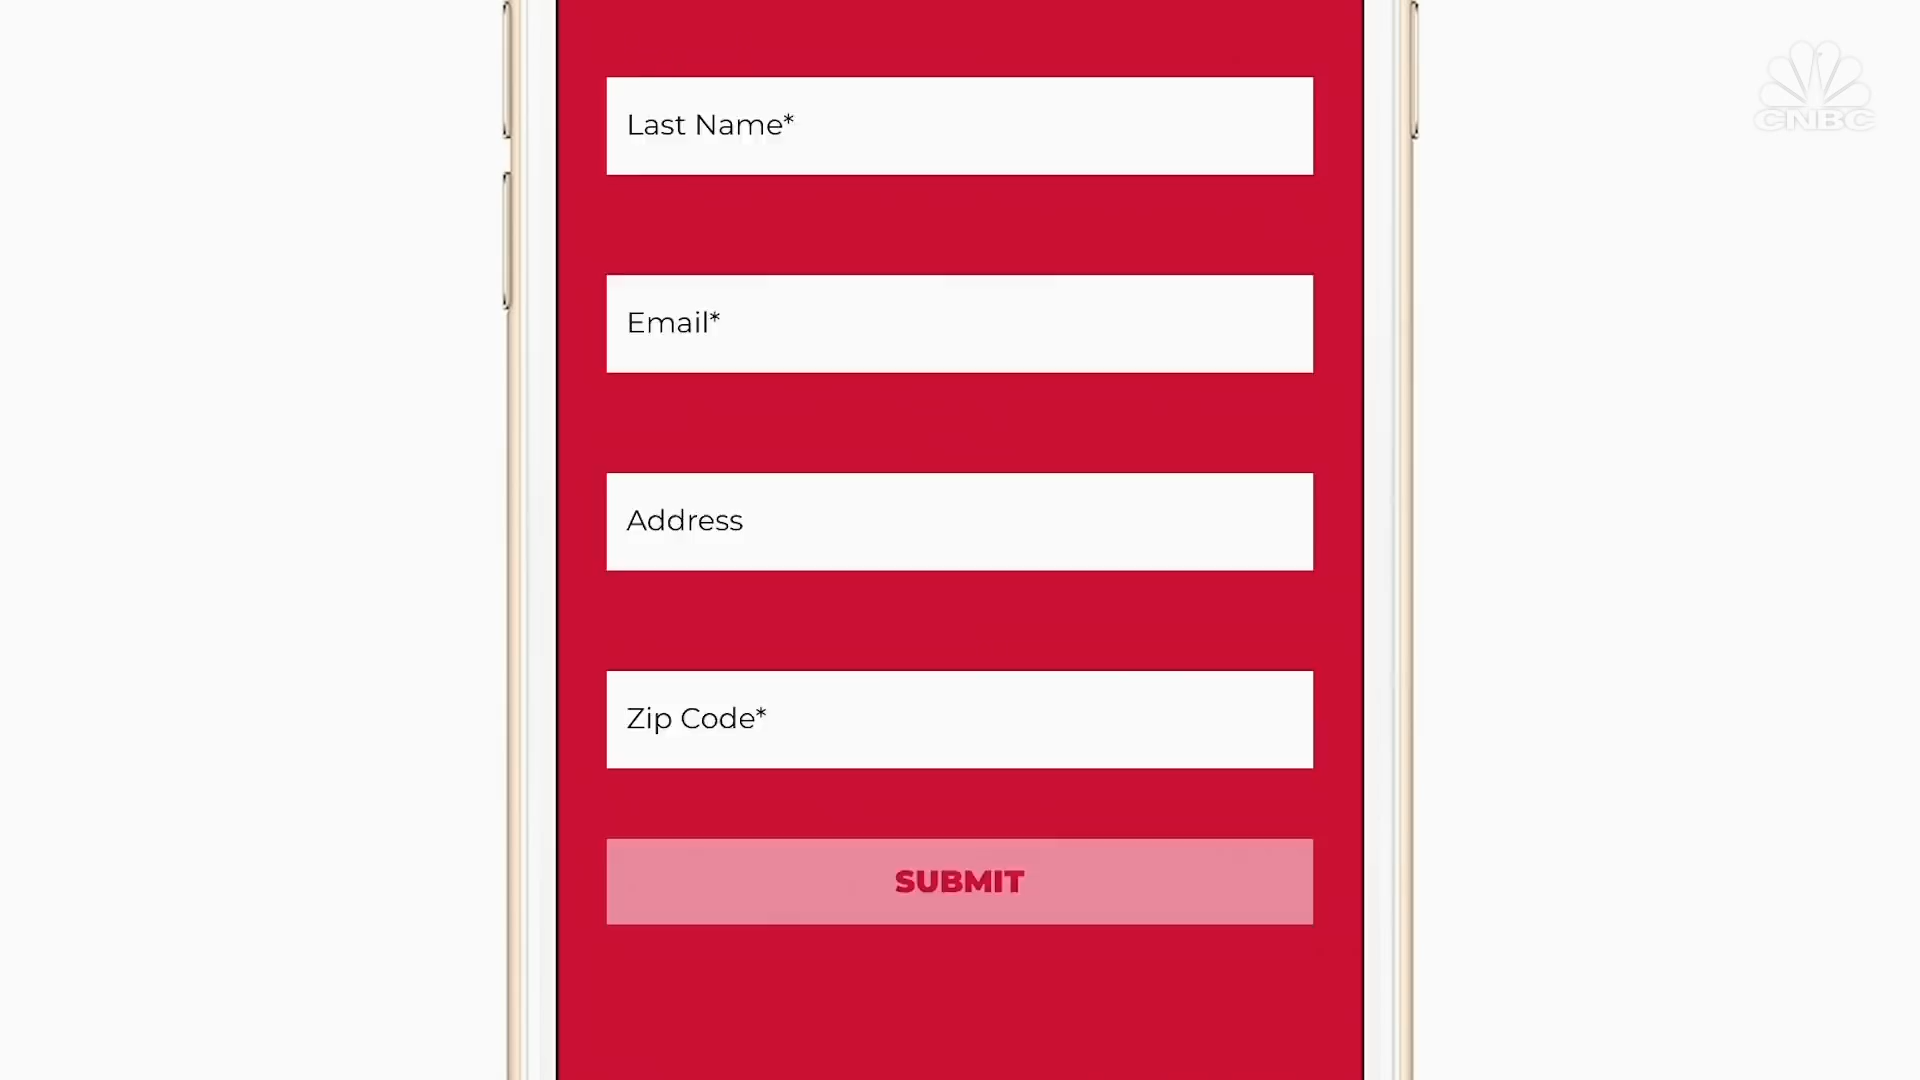 CNBC
Last Name*
Email*
Address
Zip Code*
SUBMIT